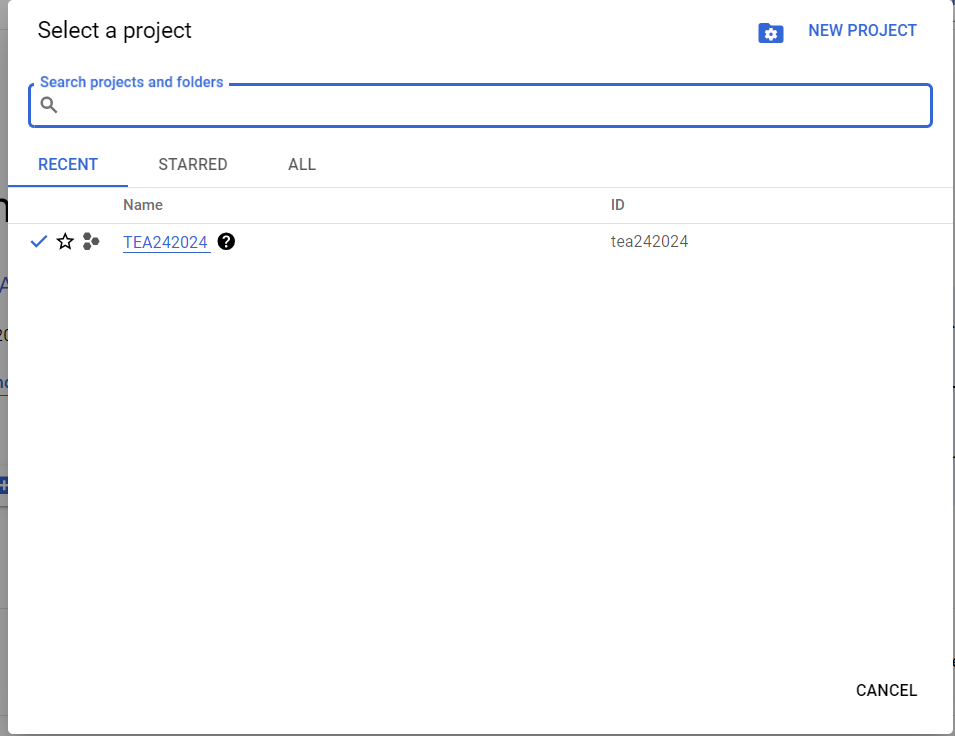 Select a project
NEW PROJECT
Search projects and folders
RECENT STARRED ALL
Name ID
TEA242024 tea242024
CANCEL